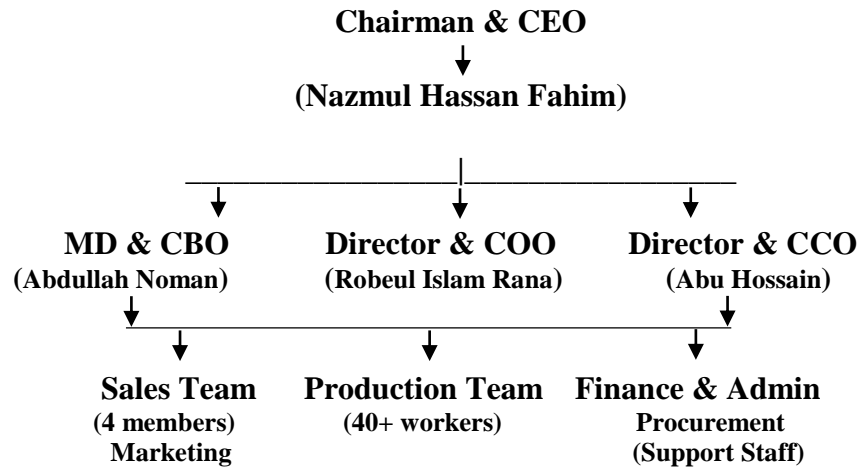 Chairman & CEO
(Nazmul Hassan Fahim)
MD & CBO Director & COO Director & CCO
(Abdullah Noman) (Robeul Islam Rana) (Abu Hossain)
Sales Team Production Team Finance & Admin
(4 members) (40+ workers) Procurement
Marketing (Support Staff)